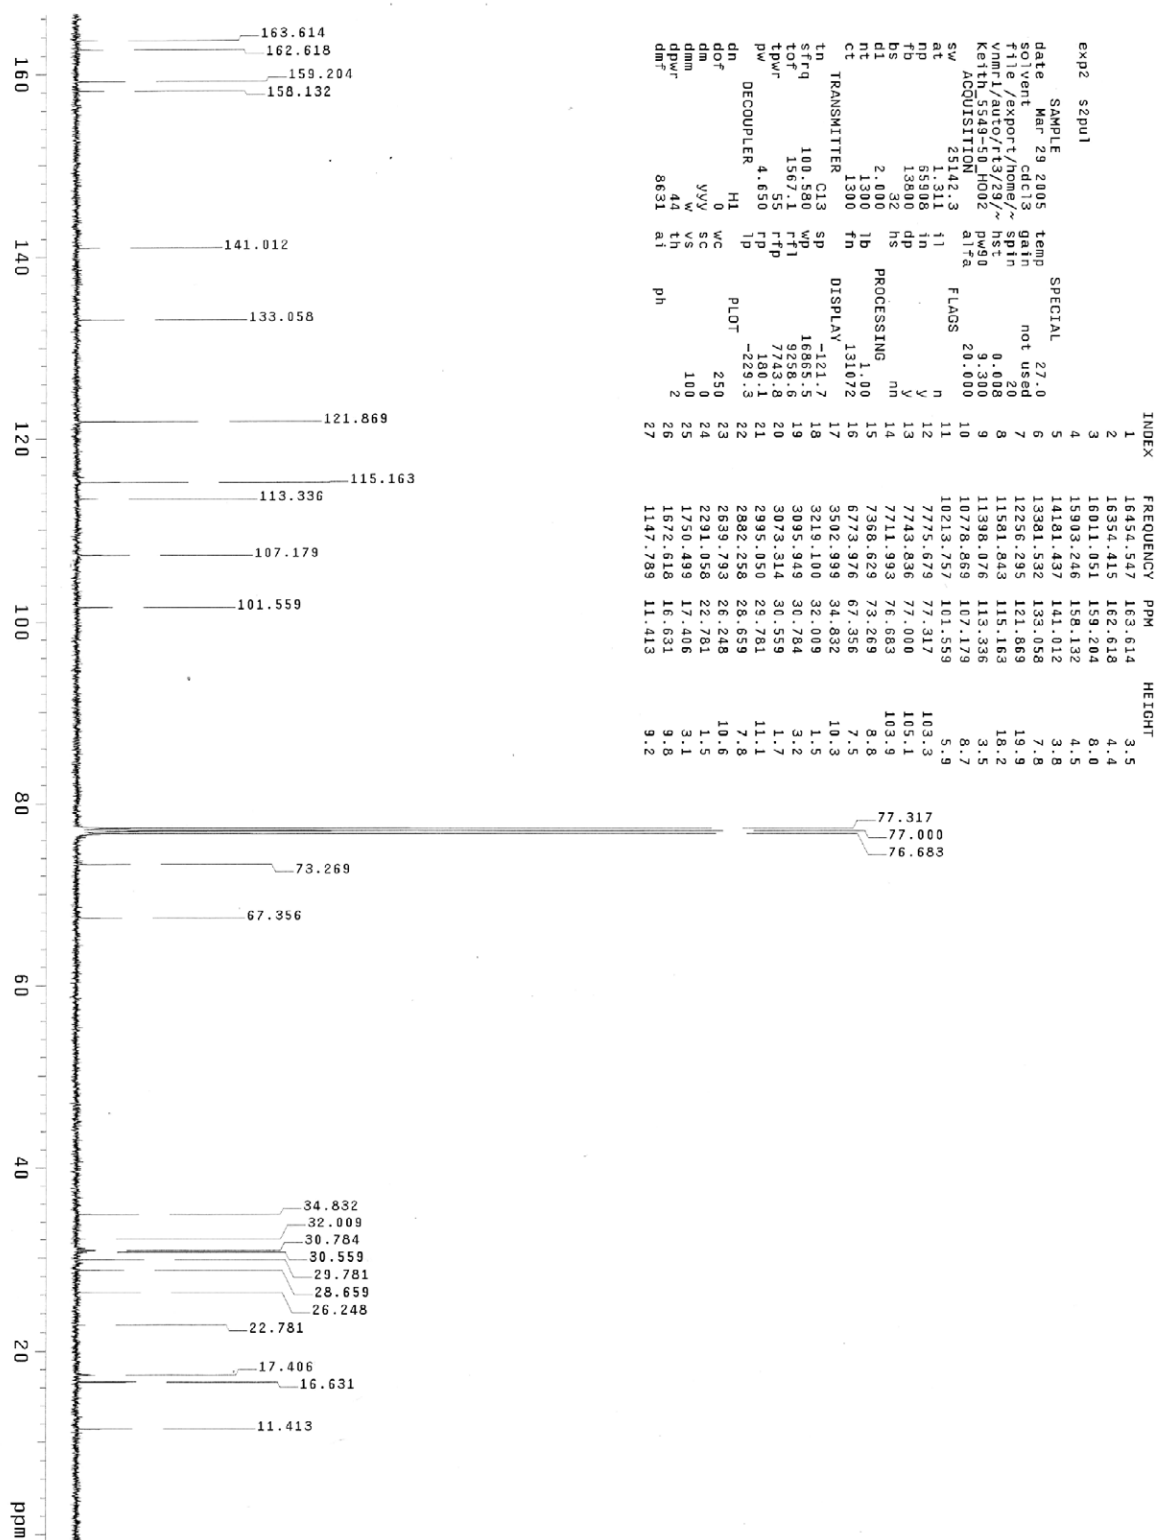 exp2 s2pul
SAMPLE
date Mar 29 2005
solvent cdcl3
file /export/home/~
vnmr1/auto/rt3/29/~
Keith_5549-50_H002
ACQUISITION
sw 25142.3
at 1.311
np 65908
fb 13800
bs 32
d1 2.000
nt 1300
ct 1300
TRANSMITTER
tn C13
sfrq 100.580
tof 1567.1
tpwr 55
pw 4.650
DECOUPLER
dn H1
dof 0
dm yyy
dmm w
dpwr 44
dmf 8631
SPECIAL
temp 27.0
gain not used
spin 20
hst 0.008
pw90 9.300
alfa 20.000
FLAGS
il n
in y
dp y
hs nn
PROCESSING
lb 1.00
fn 131072
DISPLAY
sp -121.7
wp 16865.5
rfl 9258.6
rfp 7743.8
rp 180.1
lp -229.3
PLOT
wc 250
sc 0
vs 100
th 2
ai ph
INDEX FREQUENCY PPM HEIGHT
1 16454.547 163.614 3.5
2 16354.415 162.618 4.4
3 16011.051 159.204 8.0
4 15903.246 158.132 4.5
5 14181.437 141.012 3.8
6 13381.532 133.058 7.8
7 12256.295 121.869 19.9
8 11581.843 115.163 18.2
9 11398.076 113.336 3.5
10 10778.869 107.179 8.7
11 10213.757 101.559 5.9
12 7775.679 77.317 103.3
13 7743.836 77.000 105.1
14 7711.993 76.683 103.9
15 7368.629 73.269 8.8
16 6773.976 67.356 7.5
17 3502.999 34.832 10.3
18 3219.100 32.009 1.5
19 3095.949 30.784 3.2
20 3073.314 30.559 1.7
21 2995.050 29.781 11.1
22 2882.258 28.659 7.8
23 2639.793 26.248 10.6
24 2291.058 22.781 1.5
25 1750.499 17.406 3.1
26 1672.618 16.631 9.8
27 1147.789 11.413 9.2
163.614
162.618
159.204
158.132
141.012
133.058
121.869
115.163
113.336
107.179
101.559
77.317
77.000
76.683
73.269
67.356
34.832
32.009
30.784
30.559
29.781
28.659
26.248
22.781
17.406
16.631
11.413
160 140 120 100 80 60 40 20 ppm